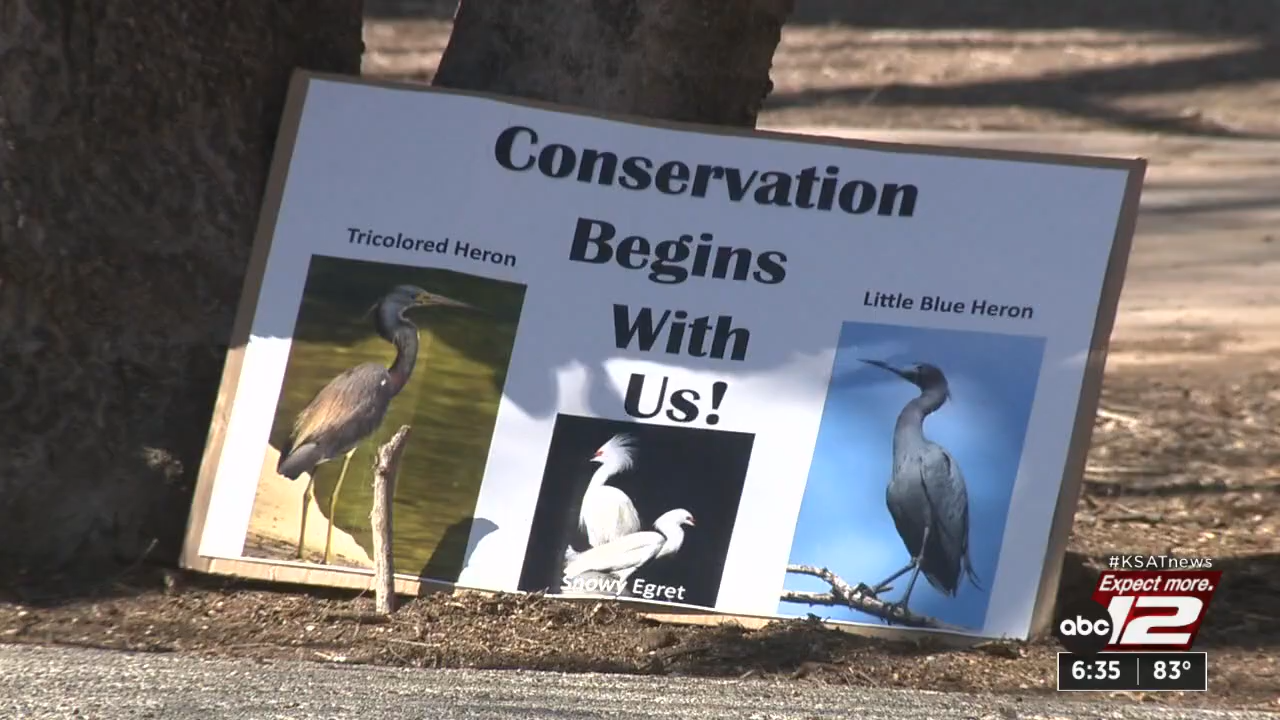 Conservation
Begins
With
Us!
Tricolored Heron
Little Blue Heron
Snowy Egret
#KSATnews
Expect more.
abc 12
6:35 83°